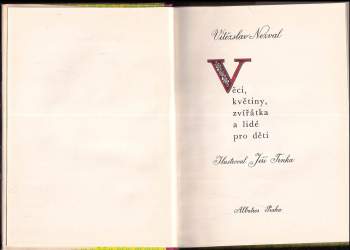 Vítězslav Nezval
Věci,
květiny,
zvířátka
a lidé
pro děti
Ilustroval Jiří Trnka
Albatros Praha